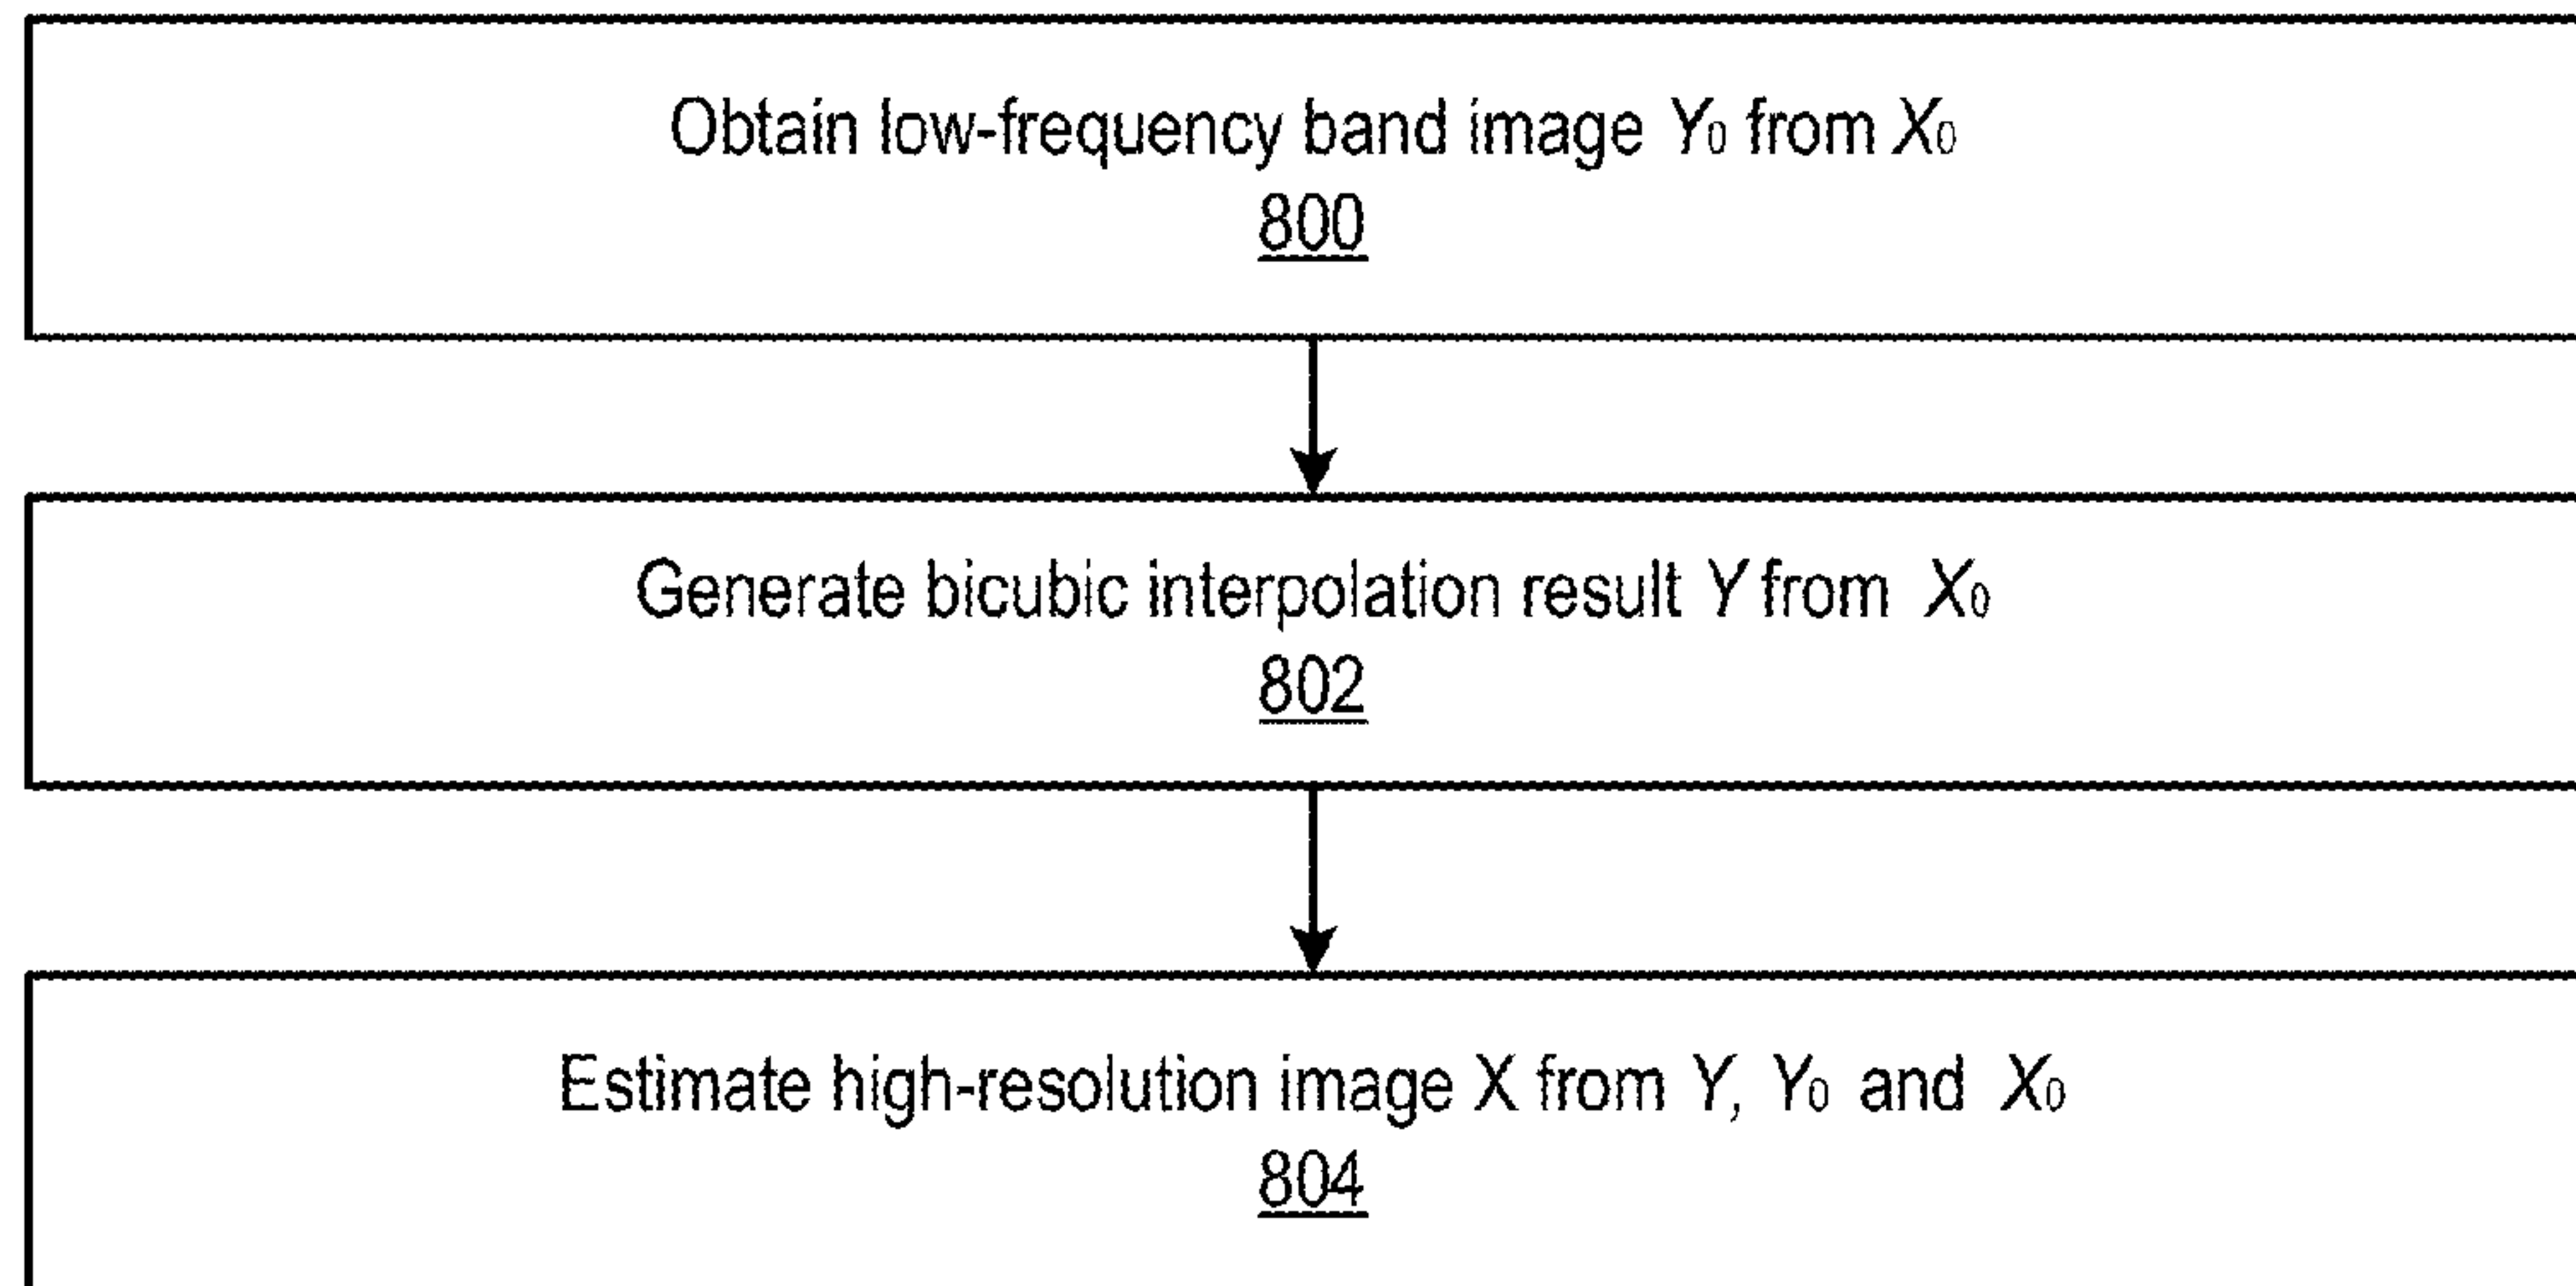 Obtain low-frequency band image Y₀ from X₀
800
Generate bicubic interpolation result Y from X₀
802
Estimate high-resolution image X from Y, Y₀ and X₀
804